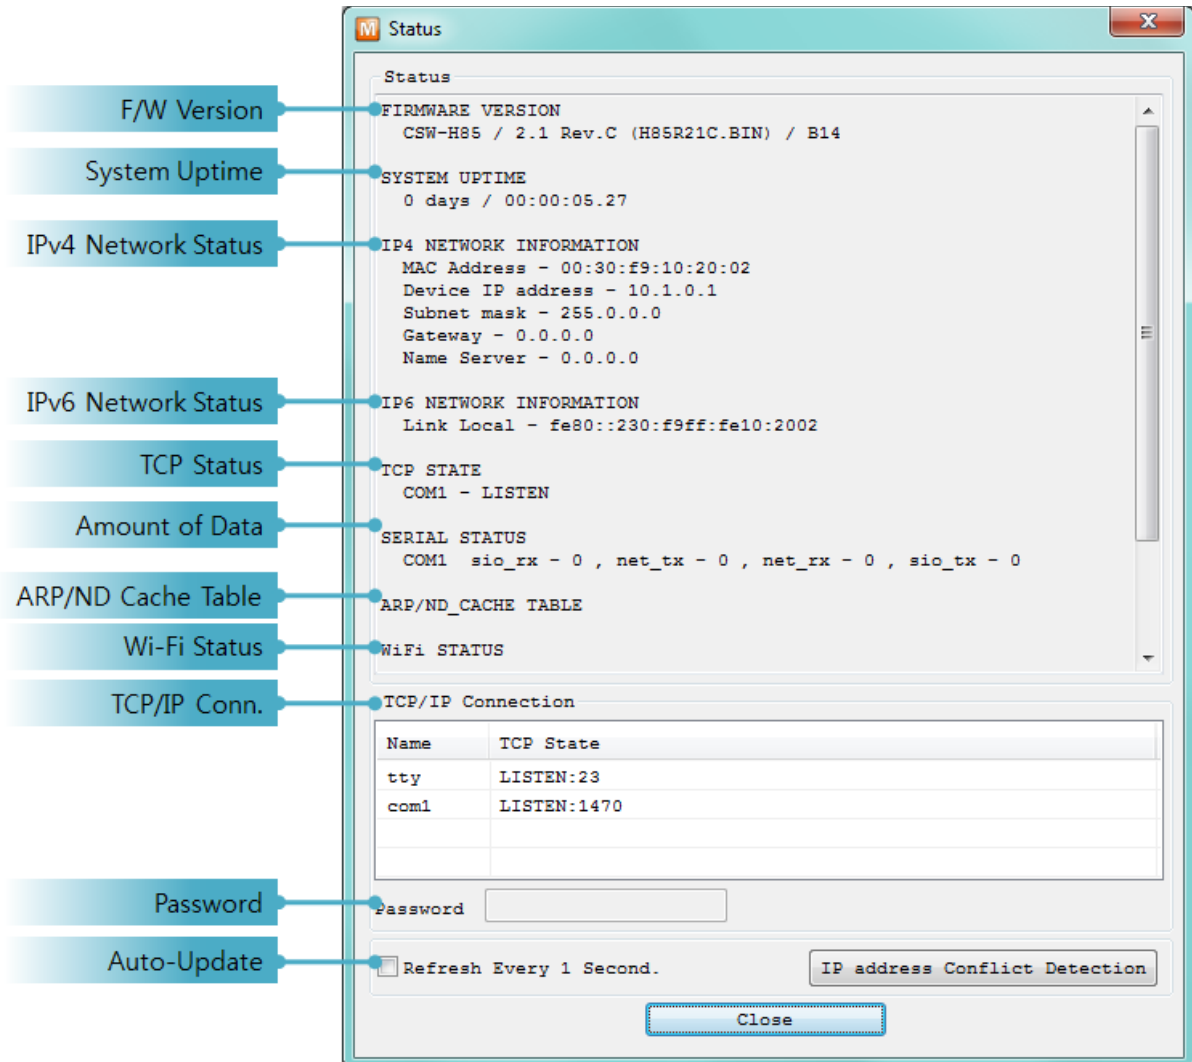 Status
Status
F/W Version
FIRMWARE VERSION
CSW-H85 / 2.1 Rev.C (H85R21C.BIN) / B14
System Uptime
SYSTEM UPTIME
0 days / 00:00:05.27
IPv4 Network Status
IP4 NETWORK INFORMATION
MAC Address - 00:30:f9:10:20:02
Device IP address - 10.1.0.1
Subnet mask - 255.0.0.0
Gateway - 0.0.0.0
Name Server - 0.0.0.0
IPv6 Network Status
IP6 NETWORK INFORMATION
Link Local - fe80::230:f9ff:fe10:2002
TCP Status
TCP STATE
COM1 - LISTEN
Amount of Data
SERIAL STATUS
COM1 sio_rx - 0 , net_tx - 0 , net_rx - 0 , sio_tx - 0
ARP/ND Cache Table
ARP/ND_CACHE TABLE
Wi-Fi Status
WiFi STATUS
TCP/IP Conn.
TCP/IP Connection
Name TCP State
tty LISTEN:23
com1 LISTEN:1470
Password
Password
Auto-Update
Refresh Every 1 Second.
IP address Conflict Detection
Close